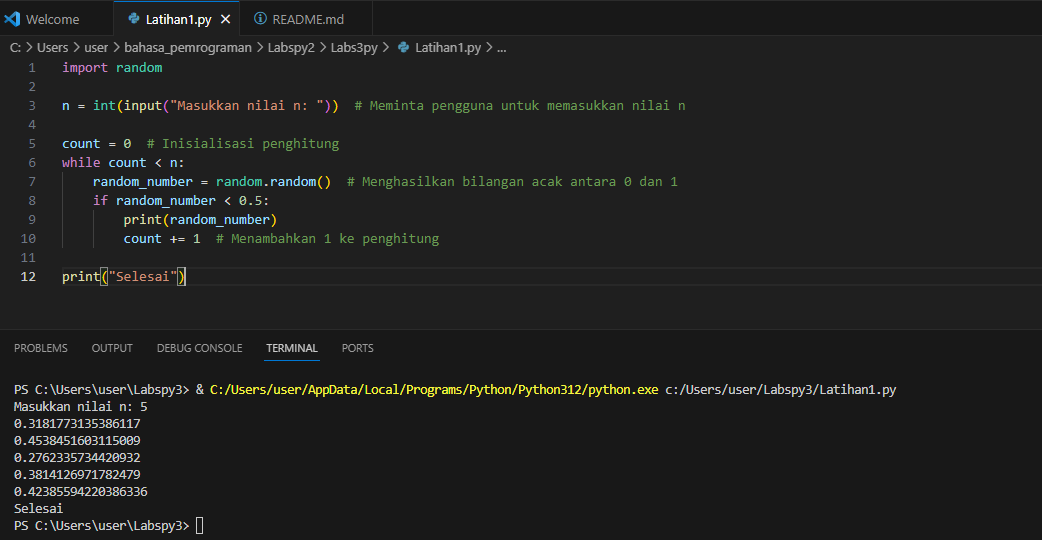 Welcome Latihan1.py × README.md
C: > Users > user > bahasa_pemrograman > Labspy2 > Labs3py > Latihan1.py > ...
1 import random
2
3 n = int(input("Masukkan nilai n: "))  # Meminta pengguna untuk memasukkan nilai n
4
5 count = 0  # Inisialisasi penghitung
6 while count < n:
7     random_number = random.random()  # Menghasilkan bilangan acak antara 0 dan 1
8     if random_number < 0.5:
9         print(random_number)
10         count += 1  # Menambahkan 1 ke penghitung
11
12 print("Selesai")
PROBLEMS OUTPUT DEBUG CONSOLE TERMINAL PORTS
PS C:\Users\user\Labspy3> & C:/Users/user/AppData/Local/Programs/Python/Python312/python.exe c:/Users/user/Labspy3/Latihan1.py
Masukkan nilai n: 5
0.3181773135386117
0.4538451603115009
0.2762335734420932
0.3814126971782479
0.42385594220386336
Selesai
PS C:\Users\user\Labspy3>